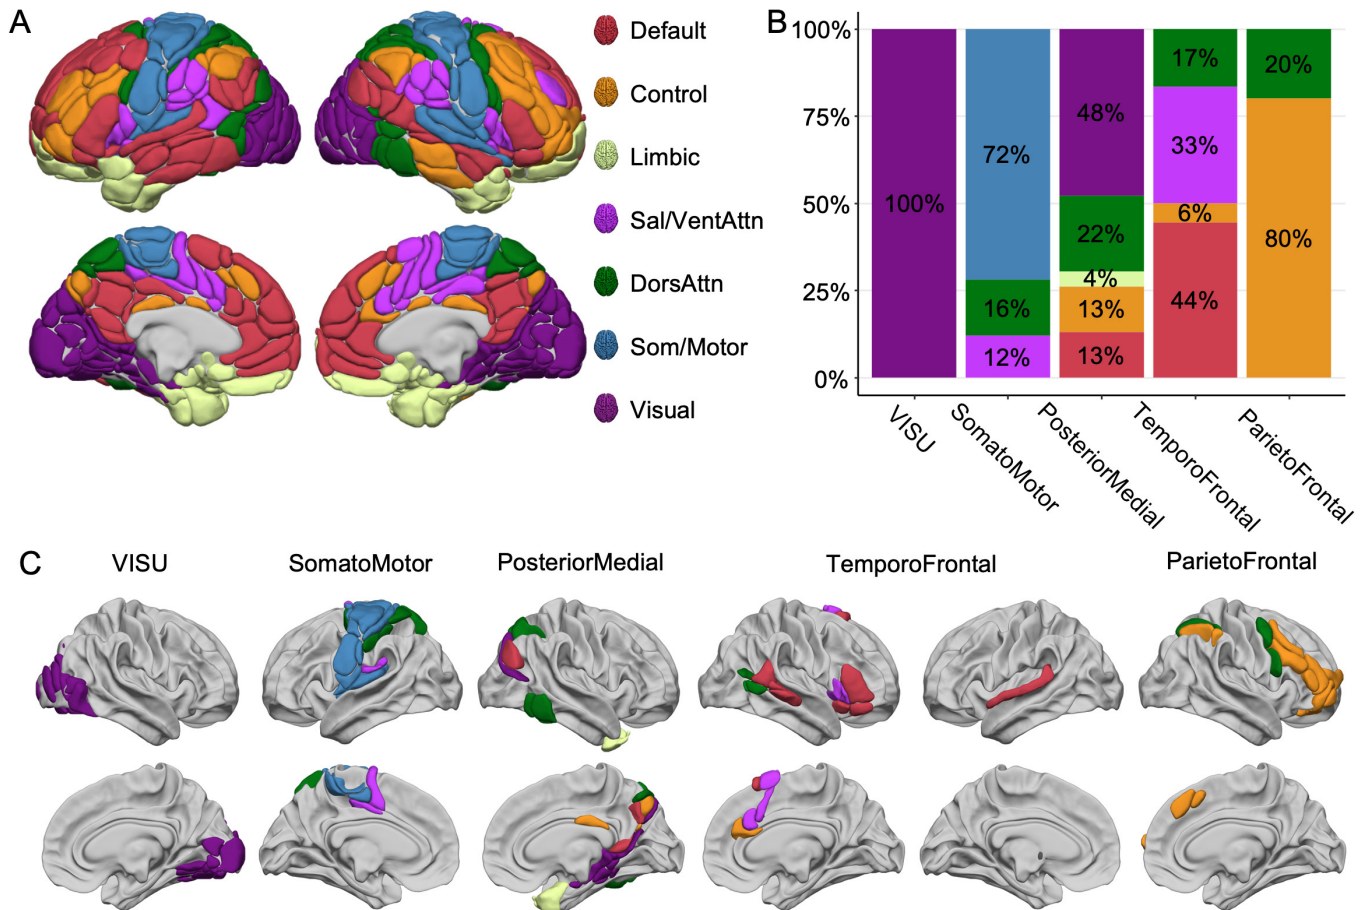 A
Default
Control
Limbic
Sal/VentAttn
DorsAttn
Som/Motor
Visual
B
100%
75%
50%
25%
0%
100%
72%
16%
12%
48%
22%
4%
13%
13%
17%
33%
6%
44%
20%
80%
VISU
SomatoMotor
PosteriorMedial
TemporoFrontal
ParietoFrontal
C
VISU
SomatoMotor
PosteriorMedial
TemporoFrontal
ParietoFrontal